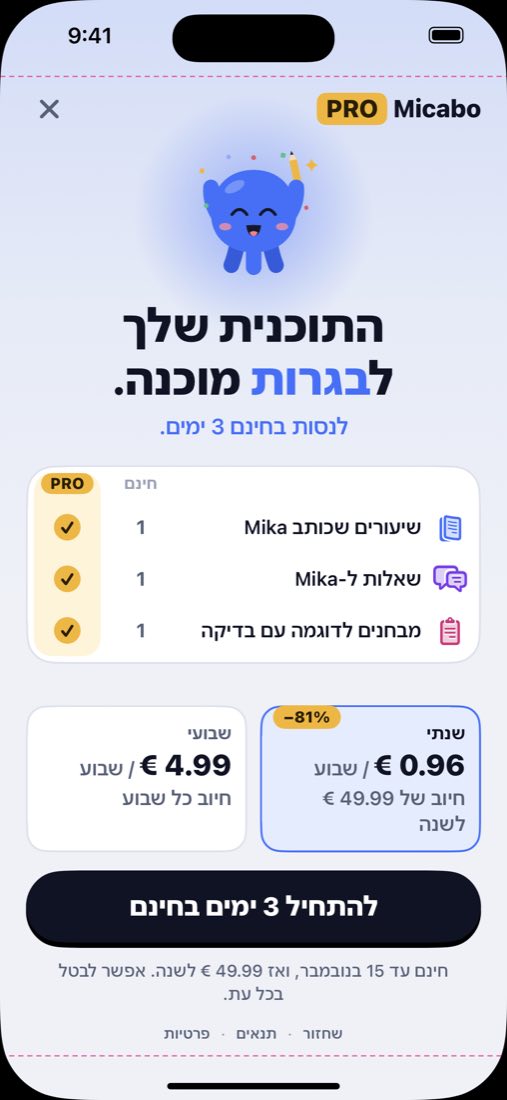 9:41
Micabo PRO
התוכנית שלך
לבגרות מוכנה.
לנסות בחינם 3 ימים.
חינם PRO
שיעורים שכותב Mika 1
שאלות ל-Mika 1
מבחנים לדוגמה עם בדיקה 1
–81%
שנתי
0.96 € / שבוע
חיוב של 49.99 €
לשנה
שבועי
4.99 € / שבוע
חיוב כל שבוע
להתחיל 3 ימים בחינם
חינם עד 15 בנובמבר, ואז 49.99 € לשנה. אפשר לבטל
בכל עת.
שחזור · תנאים · פרטיות